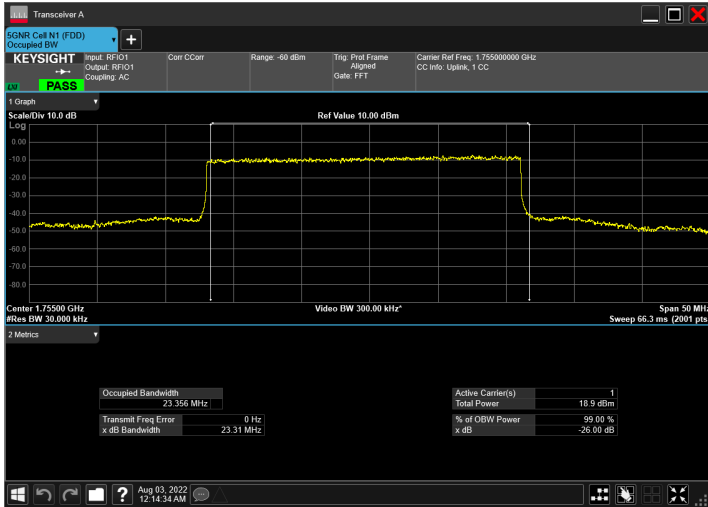 Transceiver A
5GNR Cell N1 (FDD)
Occupied BW
KEYSIGHT
LXI
PASS
Input: RFIO1
Output: RFIO1
Coupling: AC
Corr CCorr
Range: -60 dBm
Trig: Prot Frame
Aligned
Gate: FFT
Carrier Ref Freq: 1.755000000 GHz
CC Info: Uplink, 1 CC
1 Graph
Scale/Div 10.0 dB
Ref Value 10.00 dBm
Log
0.00
-10.0
-20.0
-30.0
-40.0
-50.0
-60.0
-70.0
-80.0
Center 1.75500 GHz
Video BW 300.00 kHz*
Span 50 MHz
#Res BW 30.000 kHz
Sweep 66.3 ms (2001 pts
2 Metrics
Occupied Bandwidth
23.356 MHz
Transmit Freq Error 0 Hz
x dB Bandwidth 23.31 MHz
Active Carrier(s) 1
Total Power 18.9 dBm
% of OBW Power 99.00 %
x dB -26.00 dB
Aug 03, 2022
12:14:34 AM